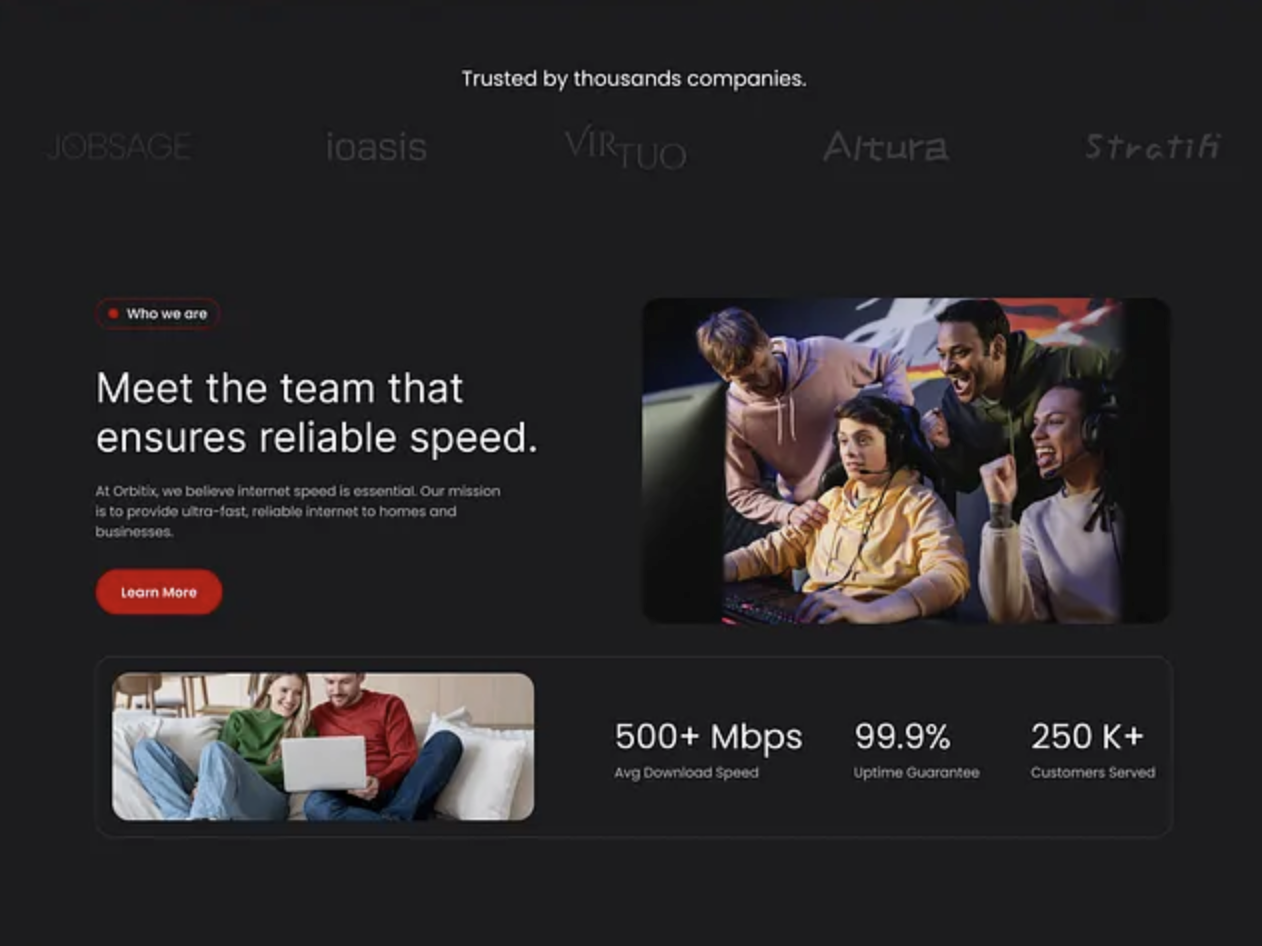 Trusted by thousands companies.
JOBSAGE
ioasis
VIRTUO
Altura
Stratifi
Who we are
Meet the team that
ensures reliable speed.
At Orbitix, we believe internet speed is essential. Our mission
is to provide ultra-fast, reliable internet to homes and
businesses.
Learn More
500+ Mbps
Avg Download Speed
99.9%
Uptime Guarantee
250 K+
Customers Served